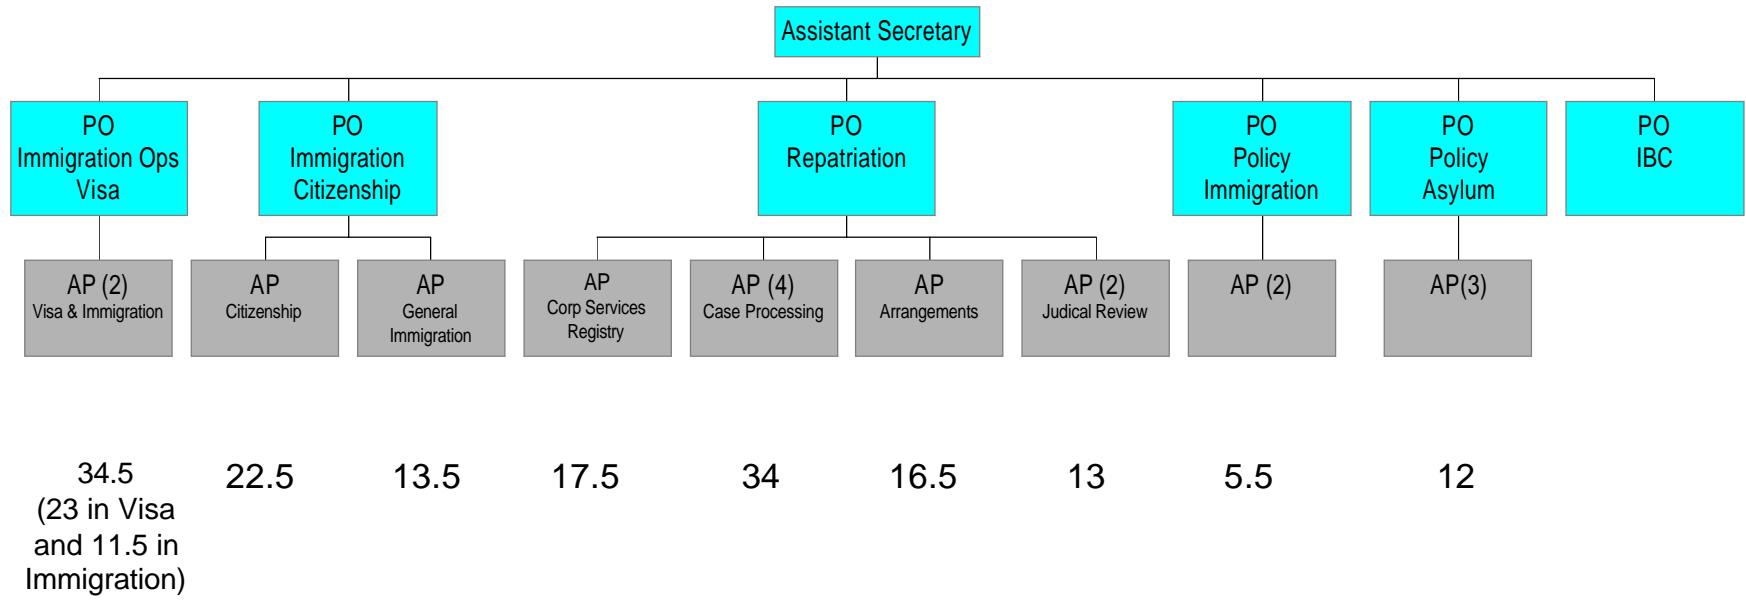 Assistant Secretary
PO
Immigration Ops
Visa
PO
Immigration
Citizenship
PO
Repatriation
PO
Policy
Immigration
PO
Policy
Asylum
PO
IBC
AP (2)
Visa & Immigration
AP
Citizenship
AP
General
Immigration
AP
Corp Services
Registry
AP (4)
Case Processing
AP
Arrangements
AP (2)
Judical Review
AP (2)
AP(3)
34.5
(23 in Visa
and 11.5 in
Immigration)
22.5
13.5
17.5
34
16.5
13
5.5
12